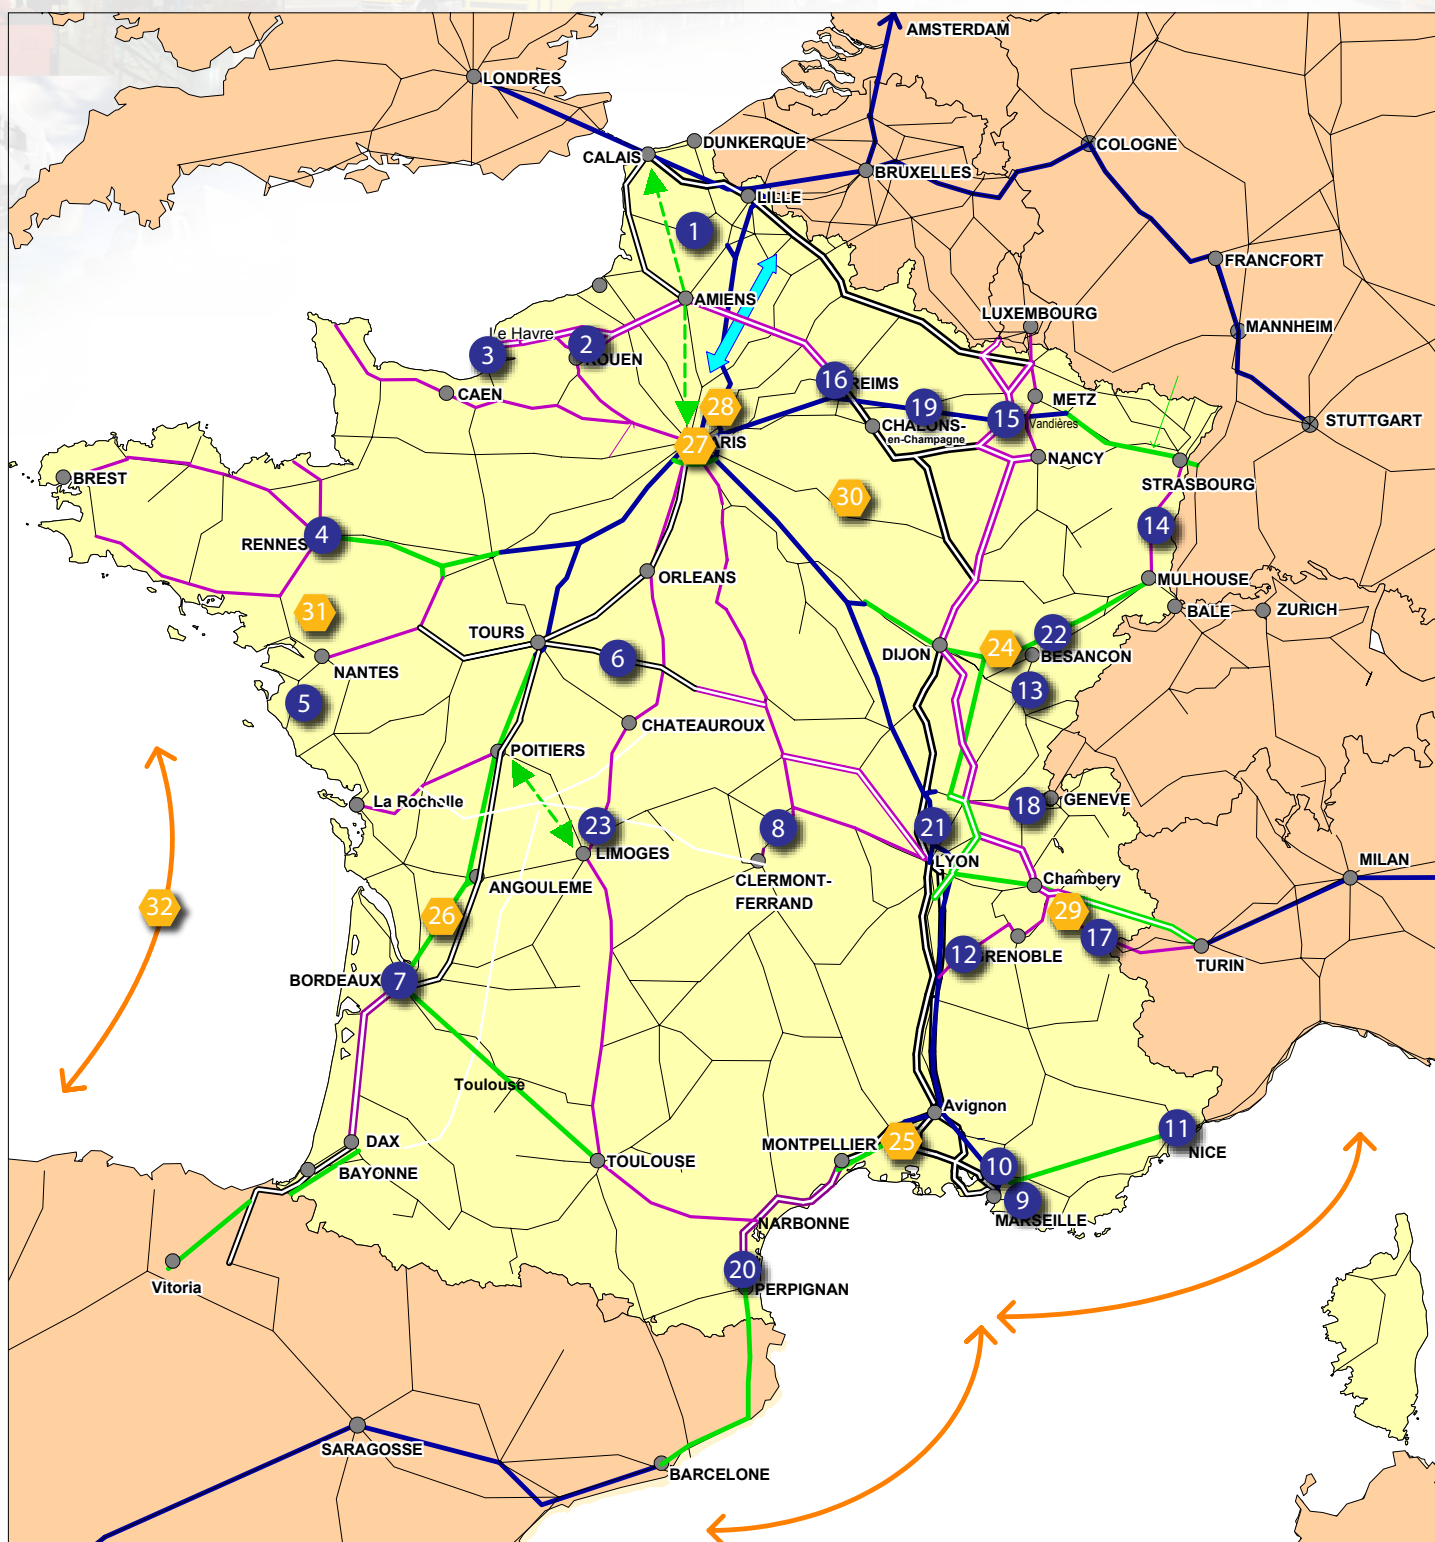 AMSTERDAM
LONDRES
DUNKERQUE
COLOGNE
CALAIS
BRUXELLES
LILLE
1
FRANCFORT
AMIENS
LUXEMBOURG
MANNHEIM
Le Havre
2
3
ROUEN
16
REIMS
CAEN
METZ
28
19
15
Vandières
STUTTGART
CHALONS-
en-Champagne
27
PARIS
NANCY
BREST
STRASBOURG
30
14
4
RENNES
ORLEANS
MULHOUSE
BALE
ZURICH
31
TOURS
22
6
DIJON
24
BESANCON
NANTES
13
5
CHATEAUROUX
POITIERS
La Rochelle
18
GENEVE
23
8
21
LIMOGES
LYON
MILAN
ANGOULEME
CLERMONT-
FERRAND
Chambery
32
26
29
17
12
GRENOBLE
TURIN
BORDEAUX
7
Toulouse
Avignon
DAX
MONTPELLIER
25
11
NICE
BAYONNE
TOULOUSE
10
9
MARSEILLE
NARBONNE
20
Vitoria
PERPIGNAN
SARAGOSSE
BARCELONE